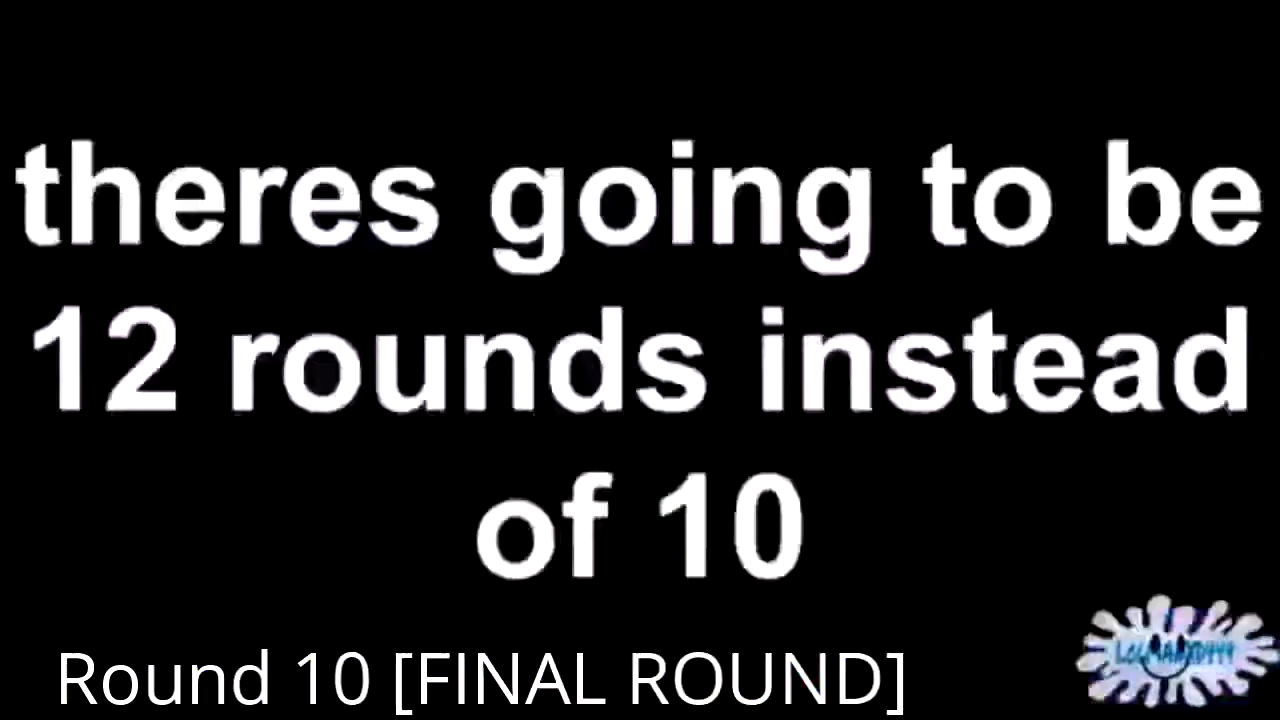 theres going to be
12 rounds instead
of 10
Round 10 [FINAL ROUND]